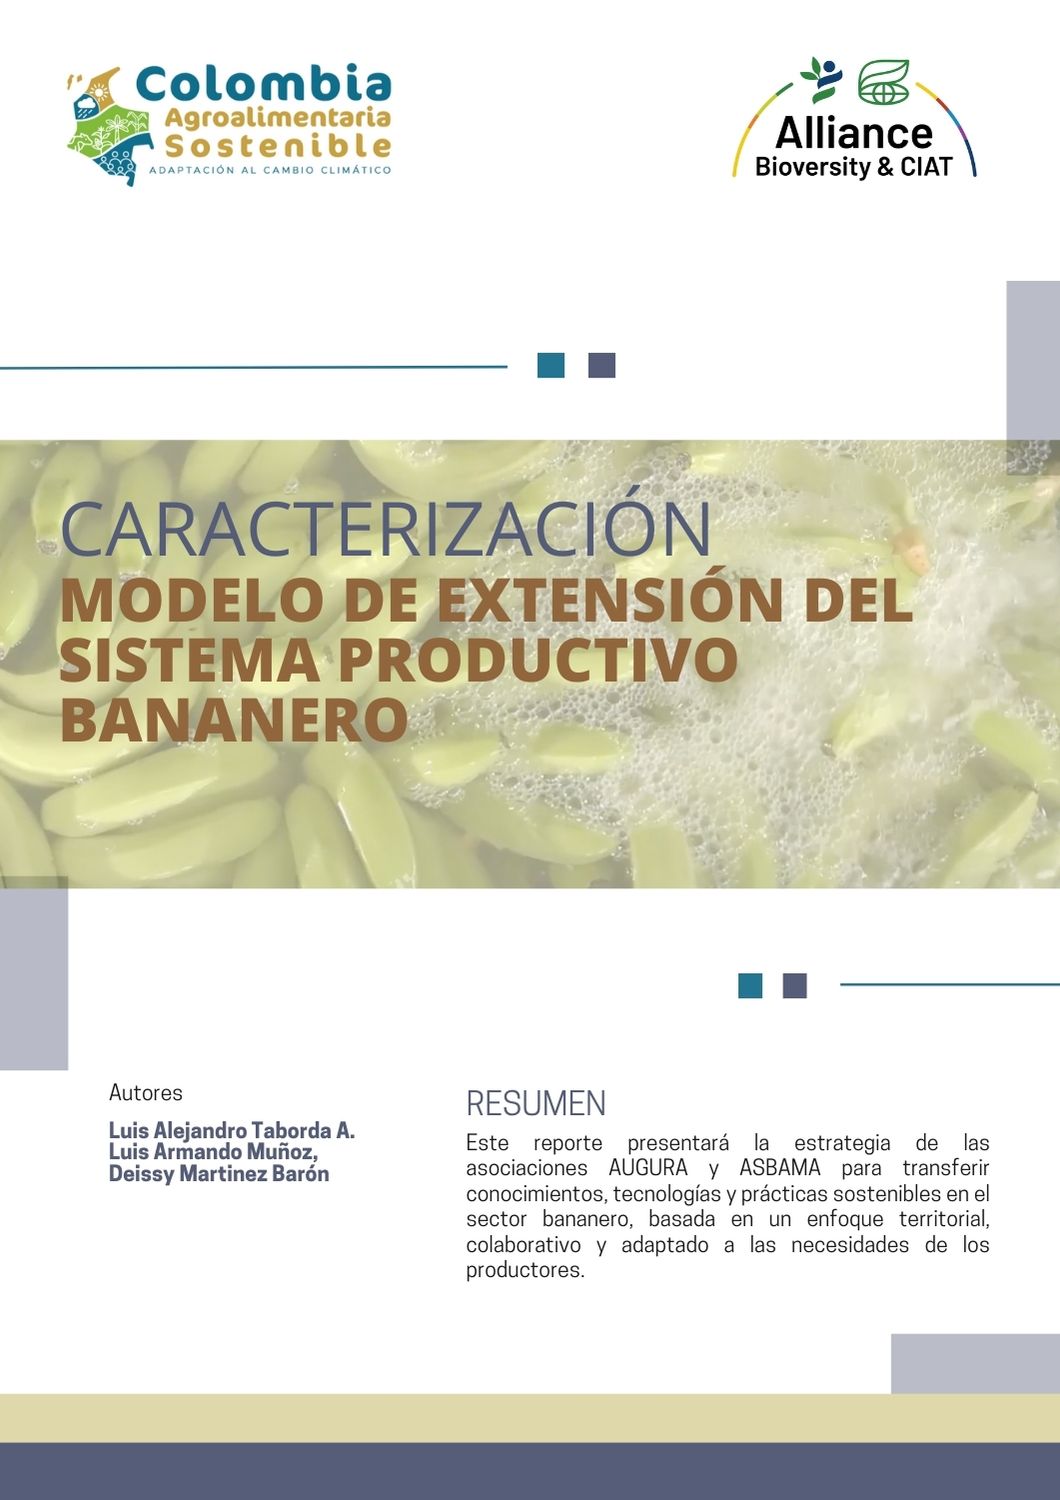 Colombia
Agroalimentaria
Sostenible
ADAPTACIÓN AL CAMBIO CLIMÁTICO
Alliance
Bioversity & CIAT
CARACTERIZACIÓN
MODELO DE EXTENSIÓN DEL
SISTEMA PRODUCTIVO
BANANERO
Autores
Luis Alejandro Taborda A.
Luis Armando Muñoz,
Deissy Martinez Barón
RESUMEN
Este reporte presentará la estrategia de las
asociaciones AUGURA y ASBAMA para transferir
conocimientos, tecnologías y prácticas sostenibles en el
sector bananero, basada en un enfoque territorial,
colaborativo y adaptado a las necesidades de los
productores.